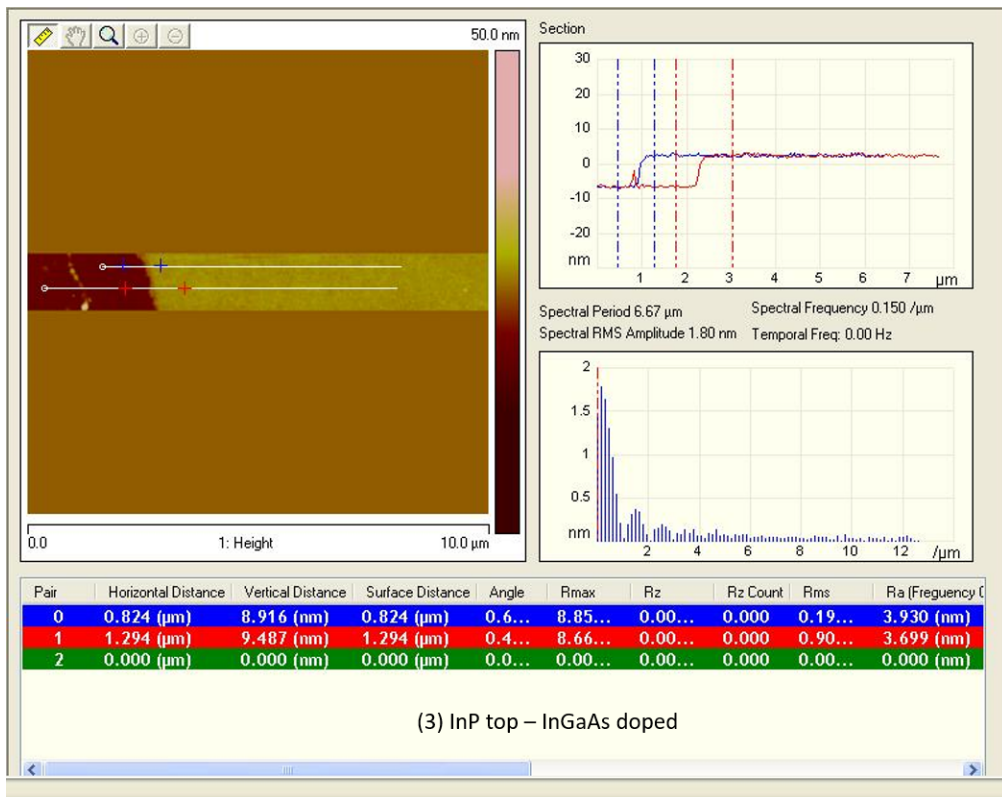 50.0 nm
0.0 1: Height 10.0 µm
Section
30
20
10
0
-10
-20
nm
1 2 3 4 5 6 7 µm
Spectral Period 6.67 µm Spectral Frequency 0.150 /µm
Spectral RMS Amplitude 1.80 nm Temporal Freq: 0.00 Hz
2
1.5
1
0.5
nm
2 4 6 8 10 12 /µm
Pair Horizontal Distance Vertical Distance Surface Distance Angle Rmax Rz Rz Count Rms Ra (Freguency C
0 0.824 (µm) 8.916 (nm) 0.824 (µm) 0.6... 8.85... 0.00... 0.000 0.19... 3.930 (nm)
1 1.294 (µm) 9.487 (nm) 1.294 (µm) 0.4... 8.66... 0.00... 0.000 0.90... 3.699 (nm)
2 0.000 (µm) 0.000 (nm) 0.000 (µm) 0.0... 0.00... 0.00... 0.000 0.00... 0.000 (nm)
(3) InP top – InGaAs doped